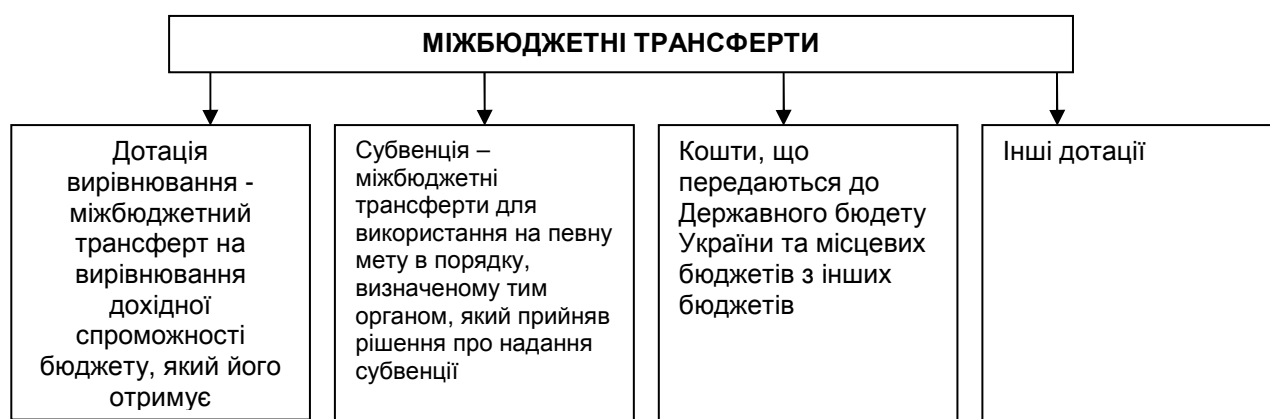 МІЖБЮДЖЕТНІ ТРАНСФЕРТИ
Дотація
вирівнювання -
міжбюджетний
трансферт на
вирівнювання
дохідної
спроможності
бюджету, який його
отримує
Субвенція –
міжбюджетні
трансферти для
використання на певну
мету в порядку,
визначеному тим
органом, який прийняв
рішення про надання
субвенції
Кошти, що
передаються до
Державного бюдету
України та місцевих
бюджетів з інших
бюджетів
Інші дотації